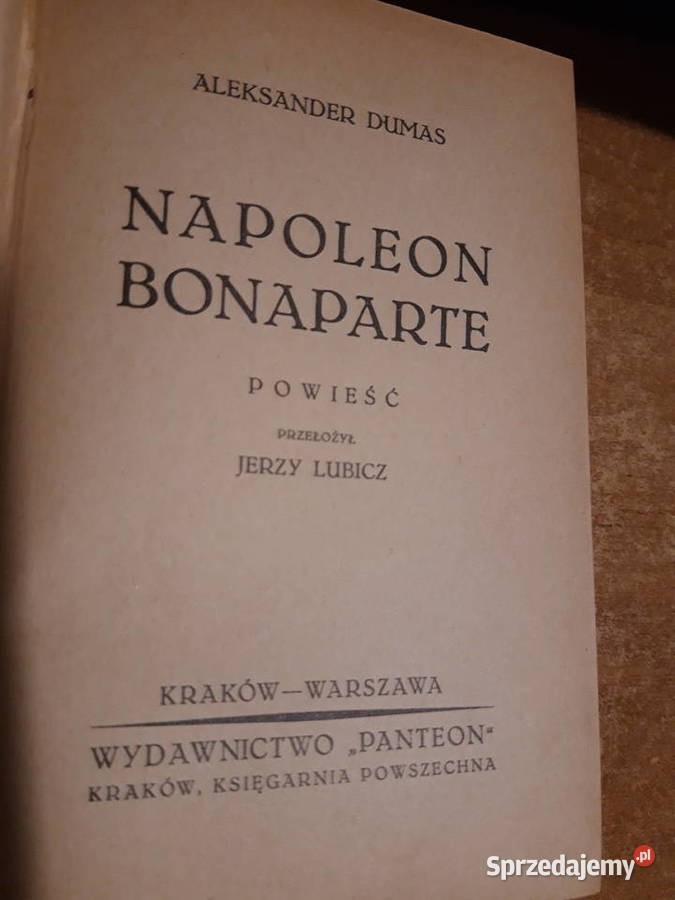 ALEKSANDER DUMAS
NAPOLEON
BONAPARTE
POWIEŚĆ
PRZEŁOŻYŁ
JERZY LUBICZ
KRAKÓW—WARSZAWA
WYDAWNICTWO „PANTEON“
KRAKÓW, KSIĘGARNIA POWSZECHNA
Sprzedajemy.pl